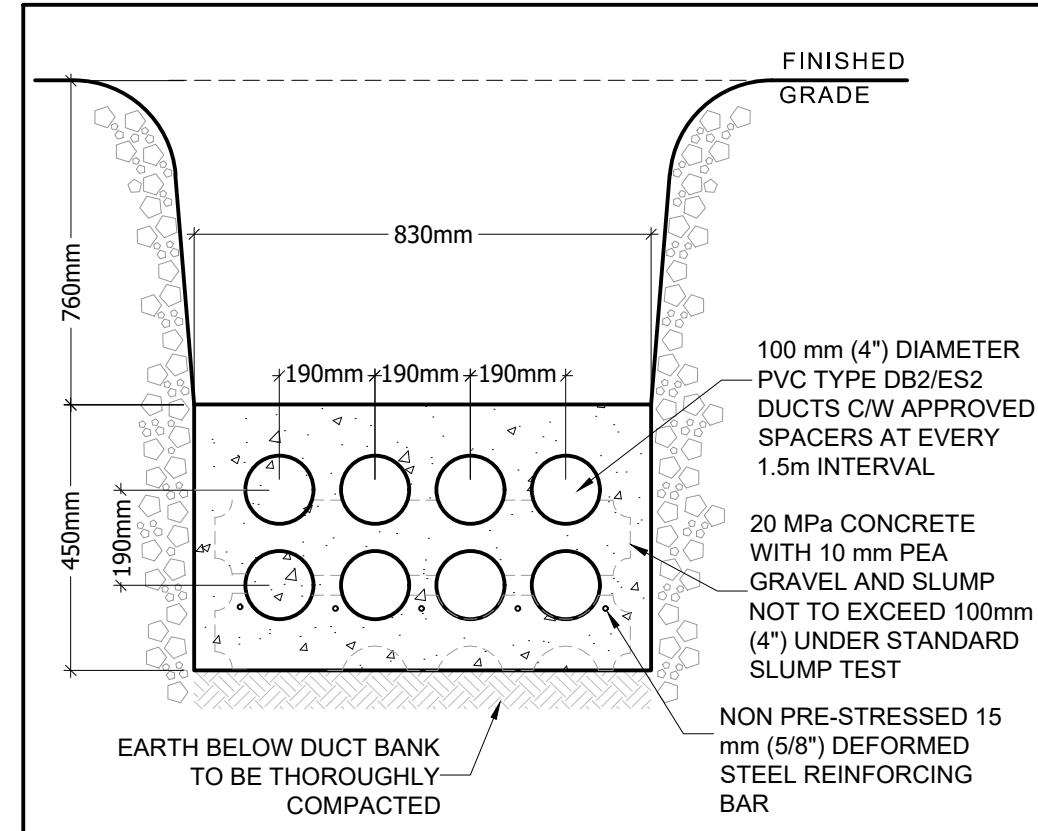 FINISHED
GRADE
830mm
760mm
190mm 190mm 190mm
450mm
190mm
100 mm (4") DIAMETER
PVC TYPE DB2/ES2
DUCTS C/W APPROVED
SPACERS AT EVERY
1.5m INTERVAL
20 MPa CONCRETE
WITH 10 mm PEA
GRAVEL AND SLUMP
NOT TO EXCEED 100mm
(4") UNDER STANDARD
SLUMP TEST
NON PRE-STRESSED 15
mm (5/8") DEFORMED
STEEL REINFORCING
BAR
EARTH BELOW DUCT BANK
TO BE THOROUGHLY
COMPACTED